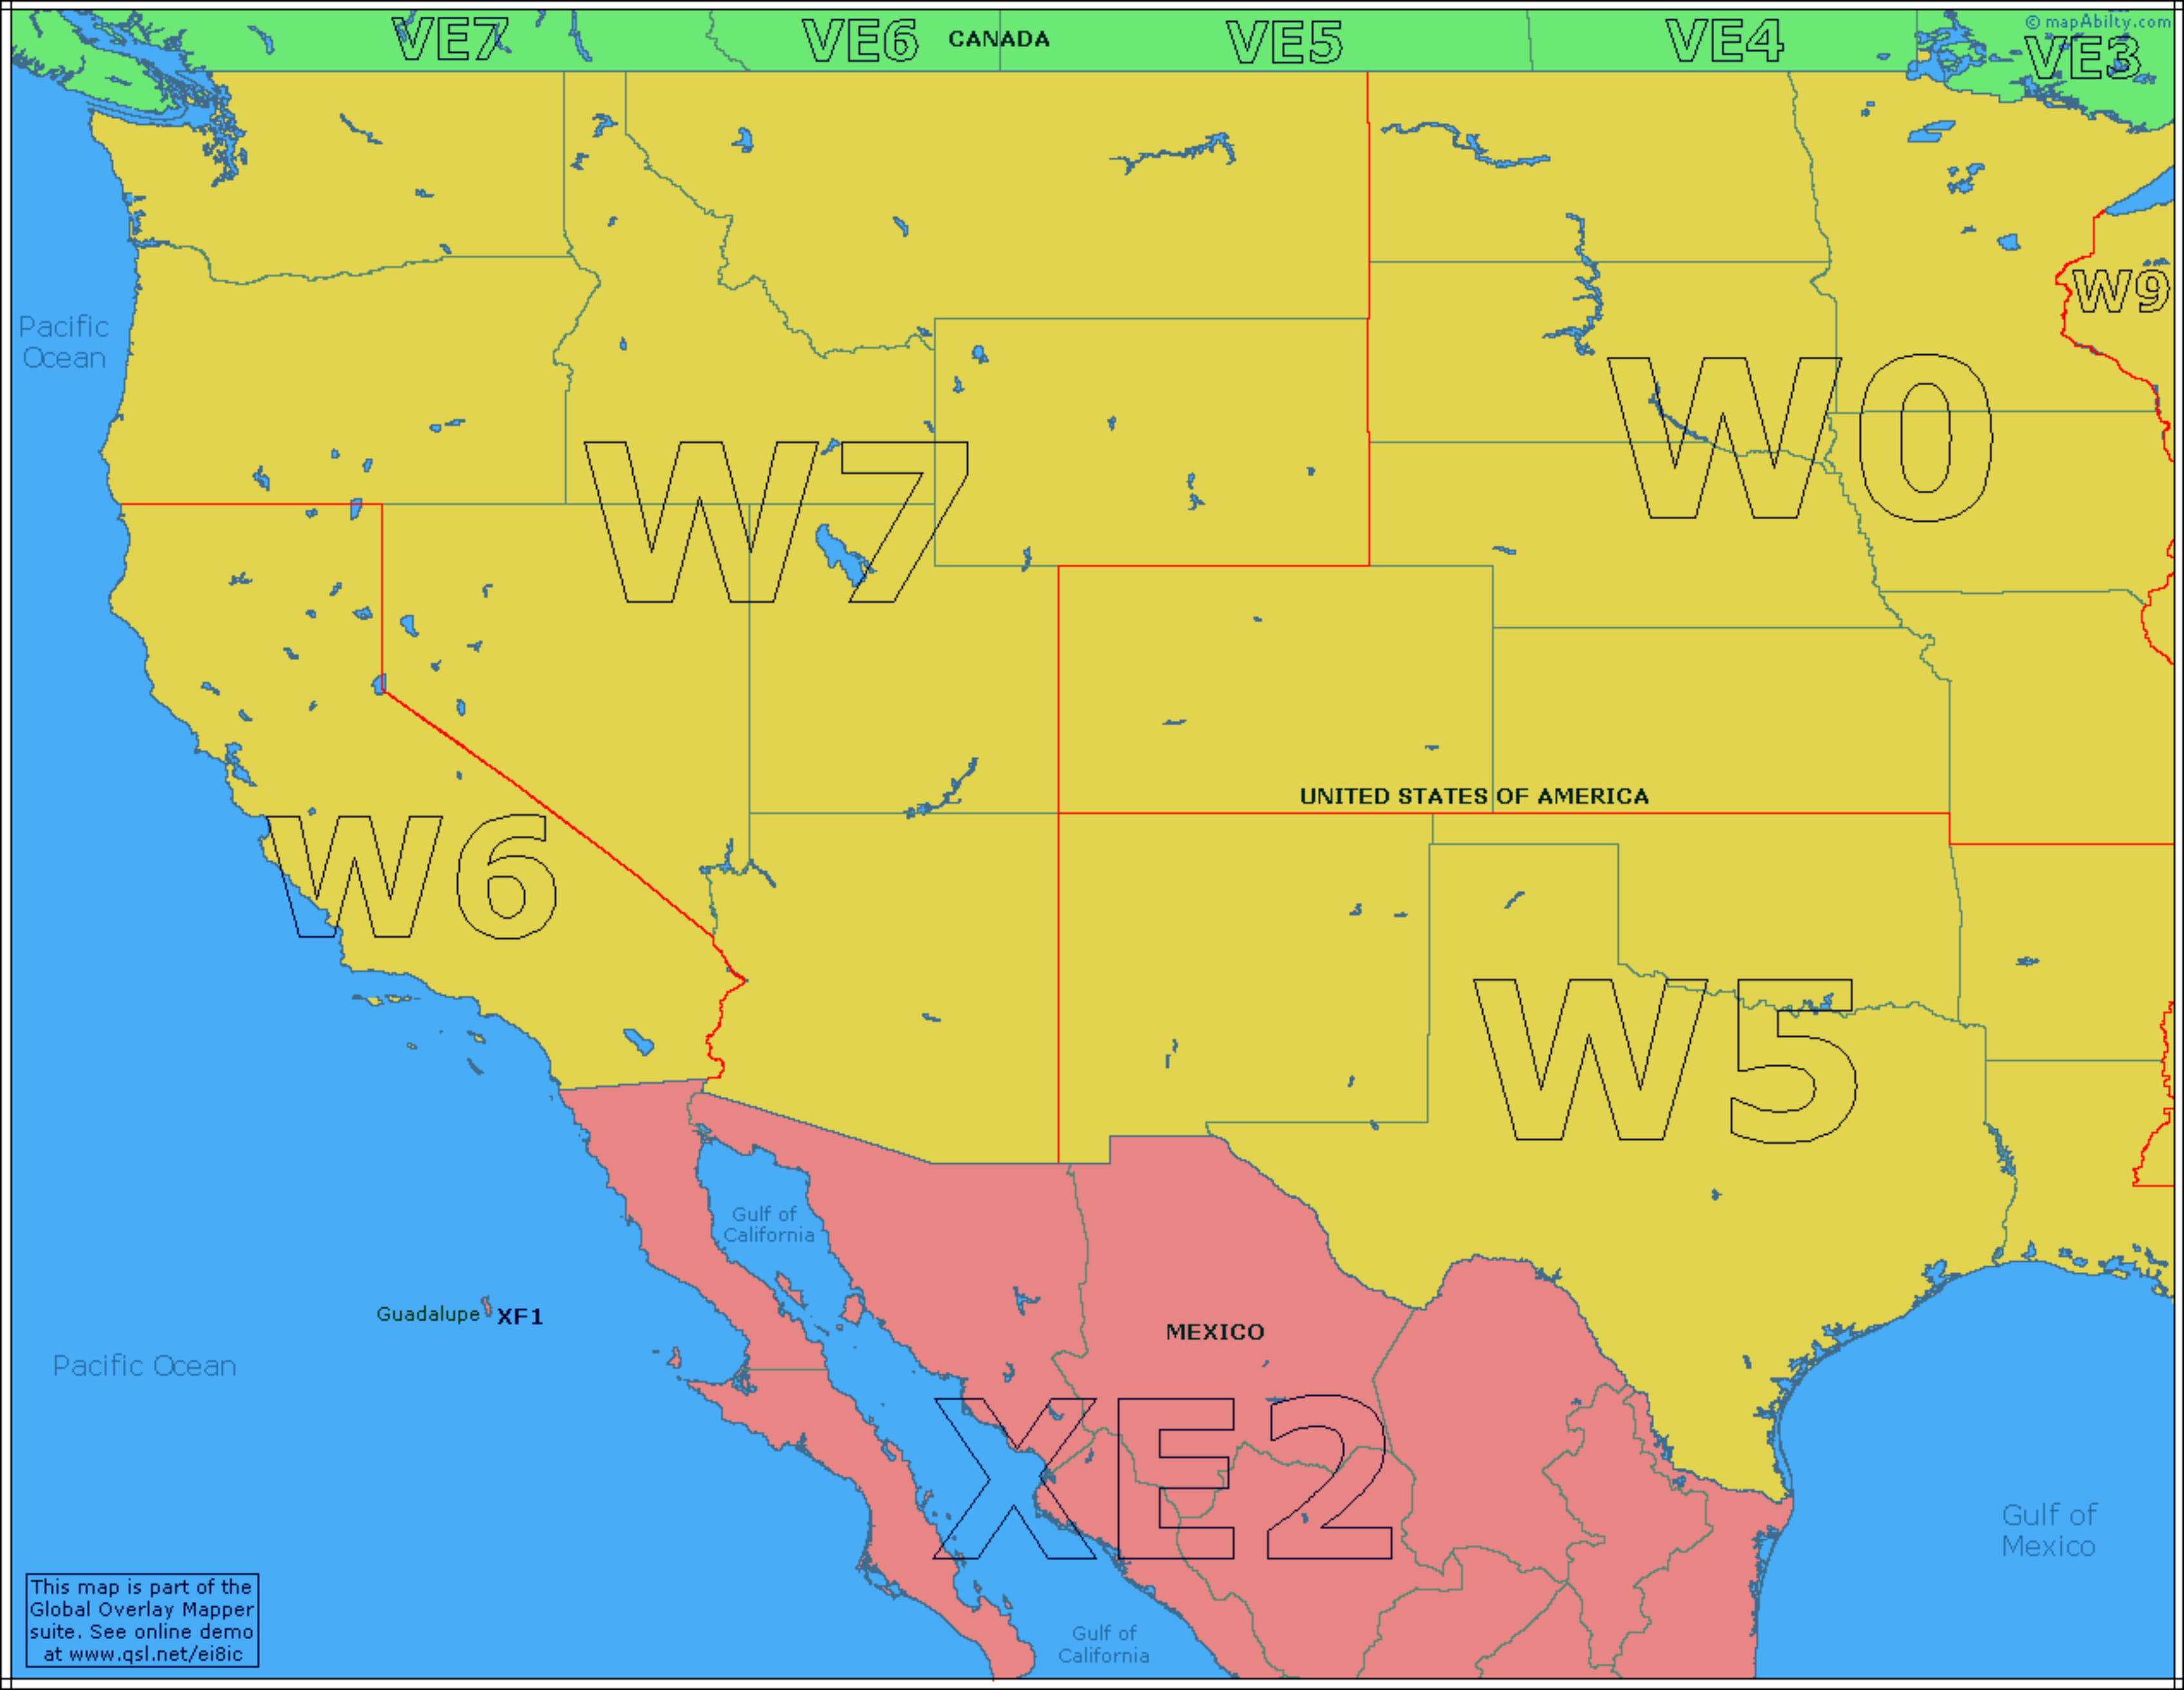 VE7
VE6
CANADA
VE5
VE4
© mapAbilty.com
VE3
Pacific
Ocean
W9
W0
W7
UNITED STATES OF AMERICA
W6
W5
Gulf of
California
Guadalupe
XF1
MEXICO
Pacific Ocean
XE2
Gulf of
Mexico
This map is part of the
Global Overlay Mapper
suite. See online demo
at www.qsl.net/ei8ic
Gulf of
California